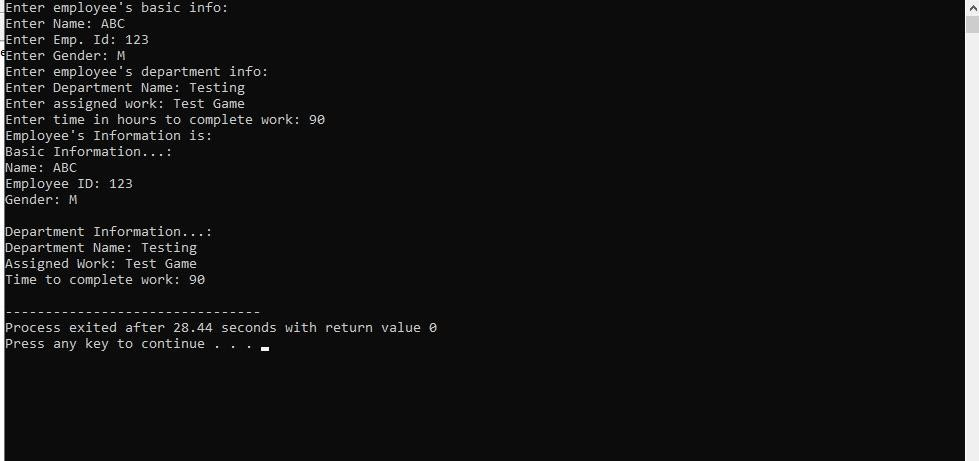 Enter employee's basic info:
Enter Name: ABC
Enter Emp. Id: 123
Enter Gender: M
Enter employee's department info:
Enter Department Name: Testing
Enter assigned work: Test Game
Enter time in hours to complete work: 90
Employee's Information is:
Basic Information...:
Name: ABC
Employee ID: 123
Gender: M

Department Information...:
Department Name: Testing
Assigned Work: Test Game
Time to complete work: 90

--------------------------------
Process exited after 28.44 seconds with return value 0
Press any key to continue . . .